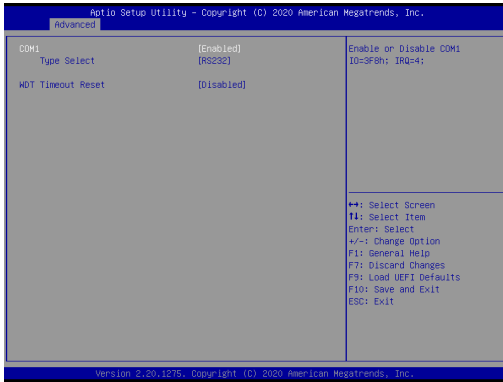 Aptio Setup Utility - Copyright (C) 2020 American Megatrends, Inc.
Advanced
COM1 [Enabled]
Type Select [RS232]
WDT Timeout Reset [Disabled]
Enable or Disable COM1
IO=3F8h; IRQ=4;
→←: Select Screen
↑↓: Select Item
Enter: Select
+/-: Change Option
F1: General Help
F7: Discard Changes
F9: Load UEFI Defaults
F10: Save and Exit
ESC: Exit
Version 2.20.1275. Copyright (C) 2020 American Megatrends, Inc.